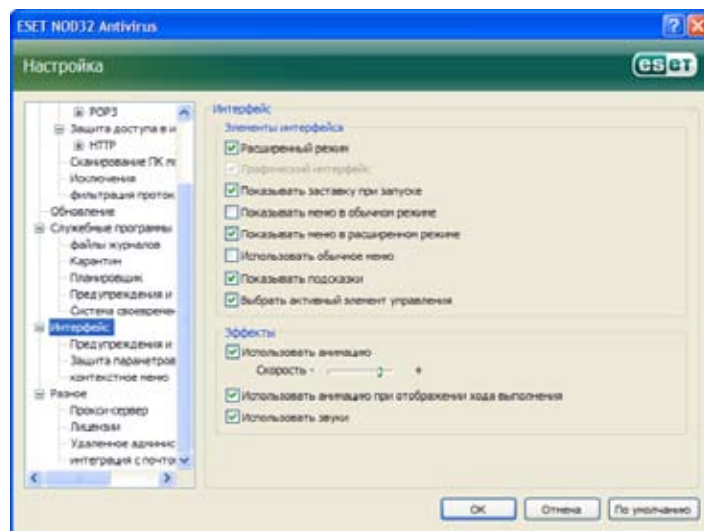 ESET NOD32 Antivirus
Настройка
eset
POP3
Защита доступа в и
HTTP
Сканирование ПК по
Исключения
фильтрация проток
Обновление
Служебные программы
файлы журналов
Карантин
Планировщик
Предупреждения и
Система своевремен
Интерфейс
Предупреждения и
Защита параметров
контекстное меню
Разное
Прокси-сервер
Лицензии
Удаленное админис
интеграция с почто
Интерфейс
Элементы интерфейса
Расширенный режим
Графический интерфейс
Показывать заставку при запуске
Показывать меню в обычном режиме
Показывать меню в расширенном режиме
Использовать обычное меню
Показывать подсказки
Выбрать активный элемент управления
Эффекты
Использовать анимацию
Скорость - +
Использовать анимацию при отображении хода выполнения
Использовать звуки
OK Отмена По умолчанию